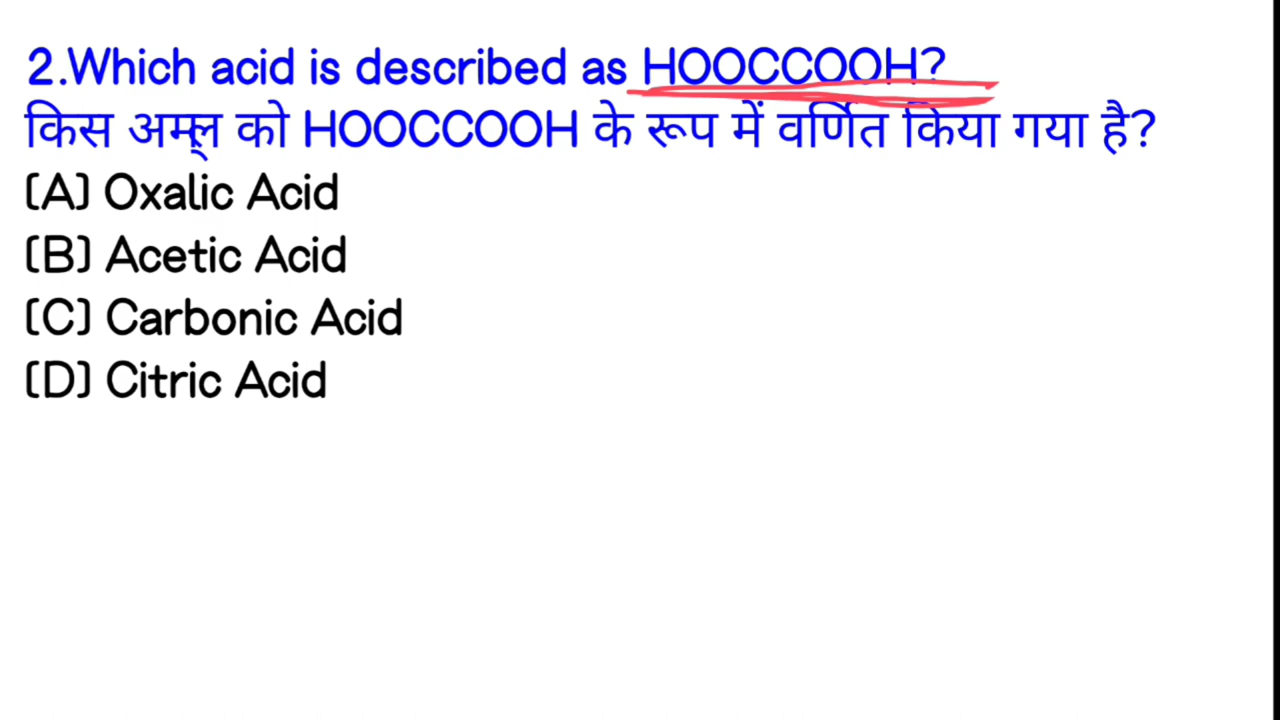 2.Which acid is described as HOOCCOOH?
किस अम्ल् को HOOCCOOH के रूप में वर्णित किया गया है?
(A) Oxalic Acid
(B) Acetic Acid
(C) Carbonic Acid
(D) Citric Acid